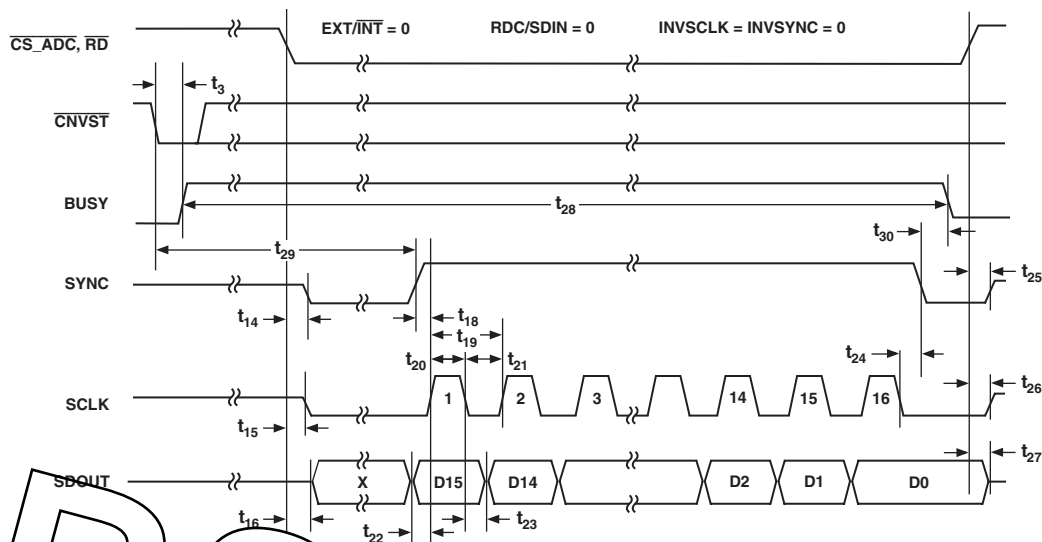 EXT/INT = 0 RDC/SDIN = 0 INVSCLK = INVSYNC = 0
CS_ADC, RD
t3
CNVST
BUSY
t28
t30
t29
SYNC
t25
t14
t18
t19
t20
t21
t24
SCLK
1 2 3 14 15 16
t26
t15
t27
SDOUT
X D15 D14 D2 D1 D0
t16
t22
t23